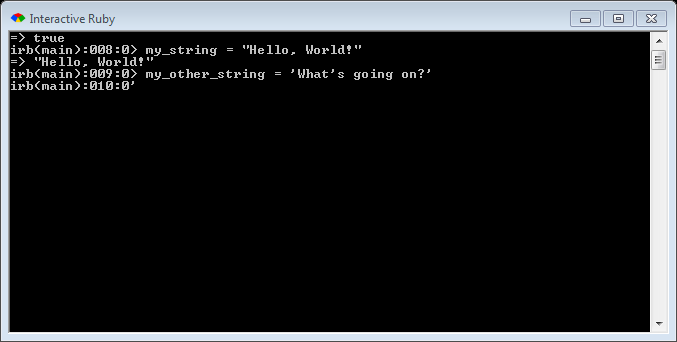 Interactive Ruby
=> true
irb(main):008:0> my_string = "Hello, World!"
=> "Hello, World!"
irb(main):009:0> my_other_string = 'What's going on?'
irb(main):010:0'